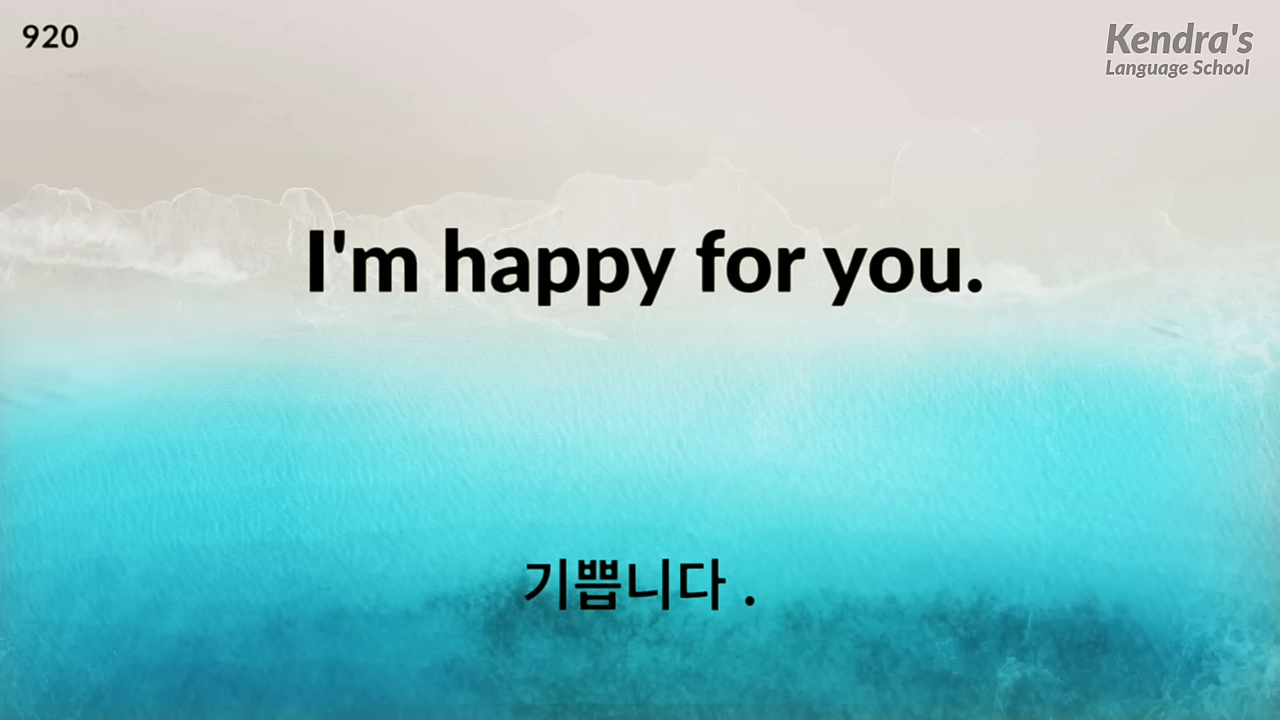 920
Kendra's
Language School
I'm happy for you.
기쁩니다 .